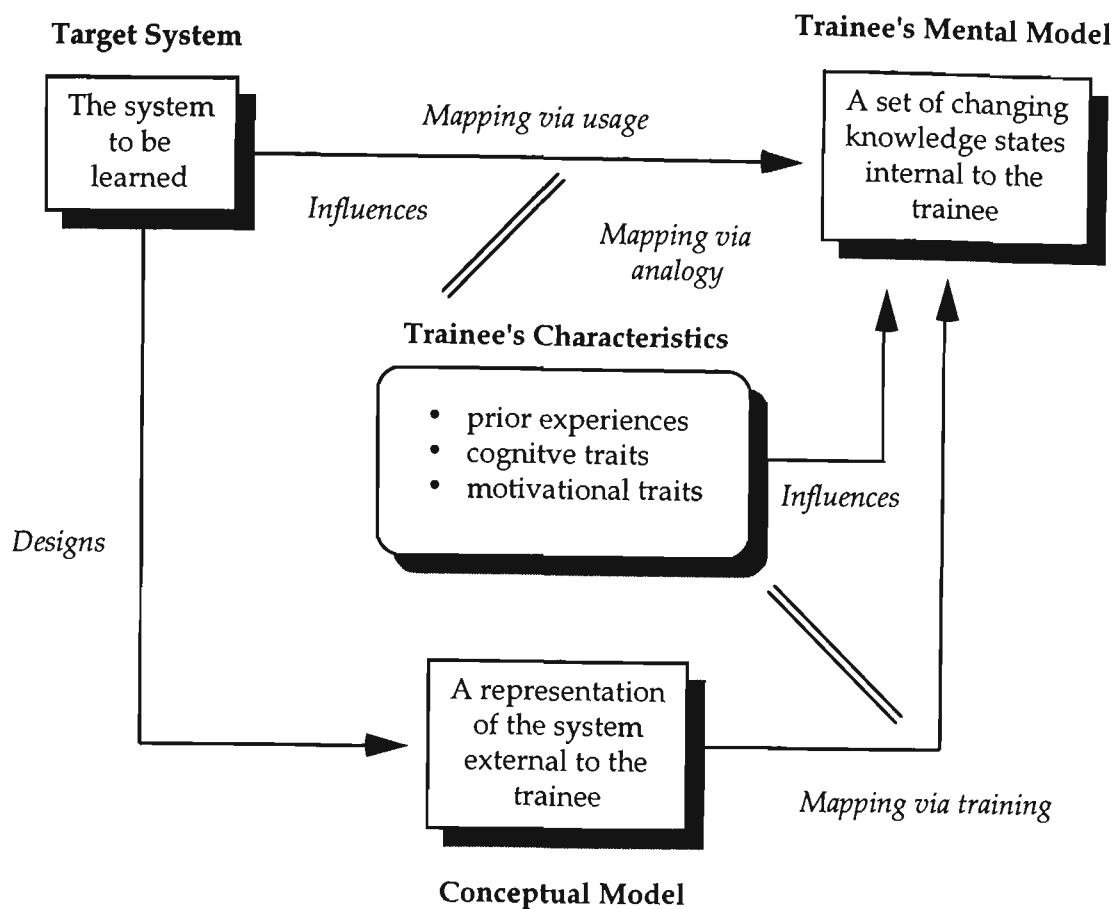 Target System
The system
to be
learned
Mapping via usage
Trainee's Mental Model
A set of changing
knowledge states
internal to the
trainee
Influences
Mapping via
analogy
Trainee's Characteristics
• prior experiences
• cognitve traits
• motivational traits
Influences
Designs
A representation
of the system
external to the
trainee
Mapping via training
Conceptual Model